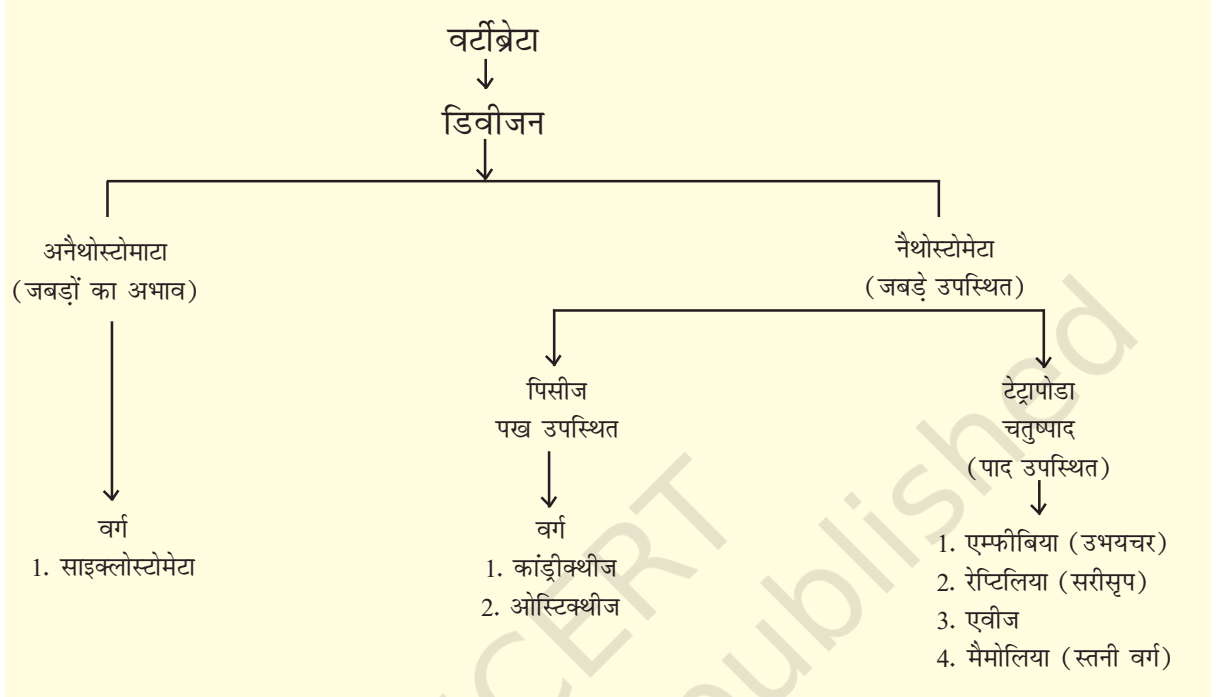 वर्टीब्रेटा
डिवीजन
अनैथोस्टोमाटा
(जबड़ों का अभाव)
नैथोस्टोमेटा
(जबड़े उपस्थित)
पिसीज
पख उपस्थित
टेट्रापोडा
चतुष्पाद
(पाद उपस्थित)
वर्ग
1. साइक्लोस्टोमेटा
वर्ग
1. कांड्रीक्थीज
2. ओस्टिक्थीज
1. एम्फीबिया (उभयचर)
2. रेप्टिलिया (सरीसृप)
3. एवीज
4. मैमोलिया (स्तनी वर्ग)